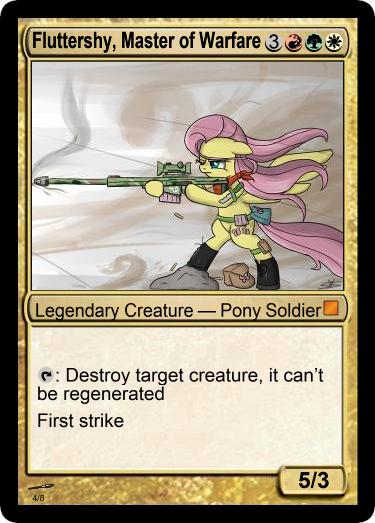 Fluttershy, Master of Warfare 3
Legendary Creature — Pony Soldier
: Destroy target creature, it can't
be regenerated
First strike
5/3
4/8